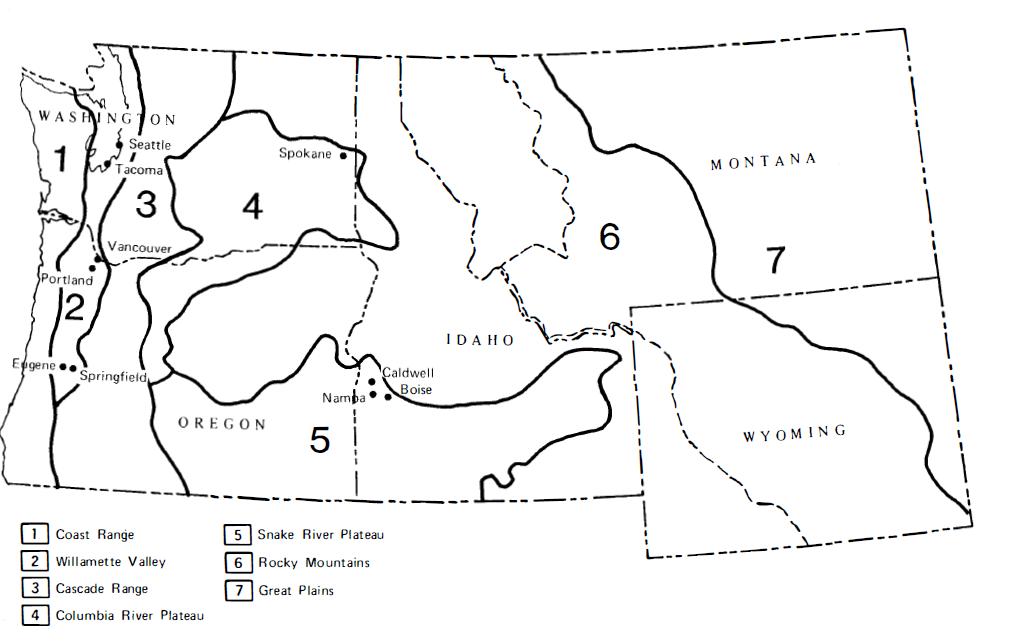 WASHINGTON
Seattle
Tacoma
1
3
Spokane
4
MONTANA
6
7
Vancouver
Portland
2
IDAHO
Eugene
Springfield
Caldwell
Boise
Nampa
OREGON
5
WYOMING
1 Coast Range
2 Willamette Valley
3 Cascade Range
4 Columbia River Plateau
5 Snake River Plateau
6 Rocky Mountains
7 Great Plains